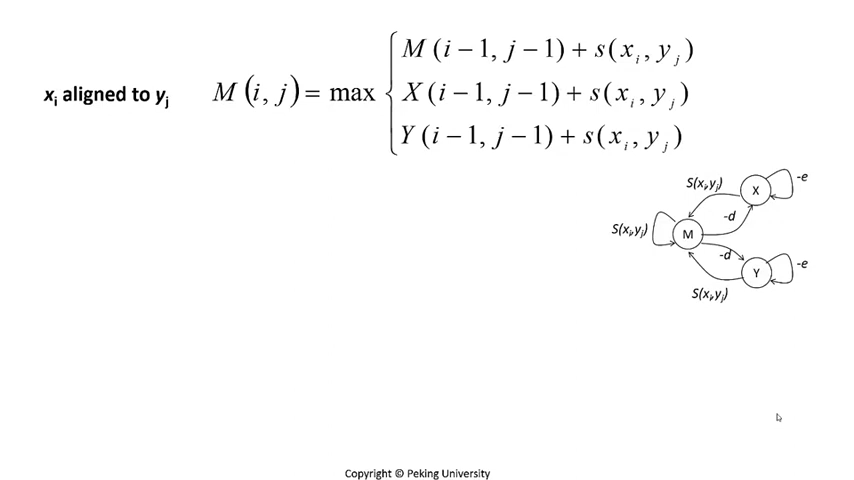 M(i−1, j−1) + s(xᵢ, yⱼ)
xᵢ aligned to yⱼ M(i, j) = max { X(i−1, j−1) + s(xᵢ, yⱼ)
Y(i−1, j−1) + s(xᵢ, yⱼ)
S(xᵢ,yⱼ) X -e
-d
S(xᵢ,yⱼ) M
-d
Y -e
S(xᵢ,yⱼ)
Copyright © Peking University